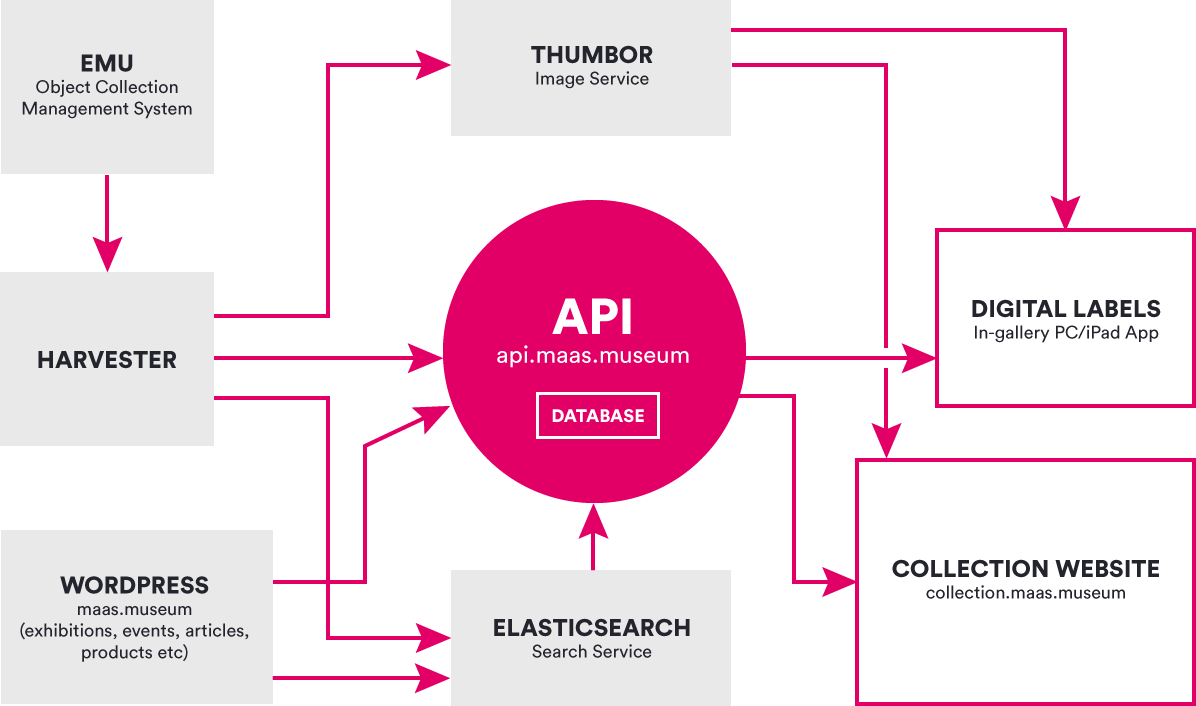 EMU
Object Collection
Management System
THUMBOR
Image Service
HARVESTER
API
api.maas.museum
DATABASE
DIGITAL LABELS
In-gallery PC/iPad App
WORDPRESS
maas.museum
(exhibitions, events, articles,
products etc)
ELASTICSEARCH
Search Service
COLLECTION WEBSITE
collection.maas.museum